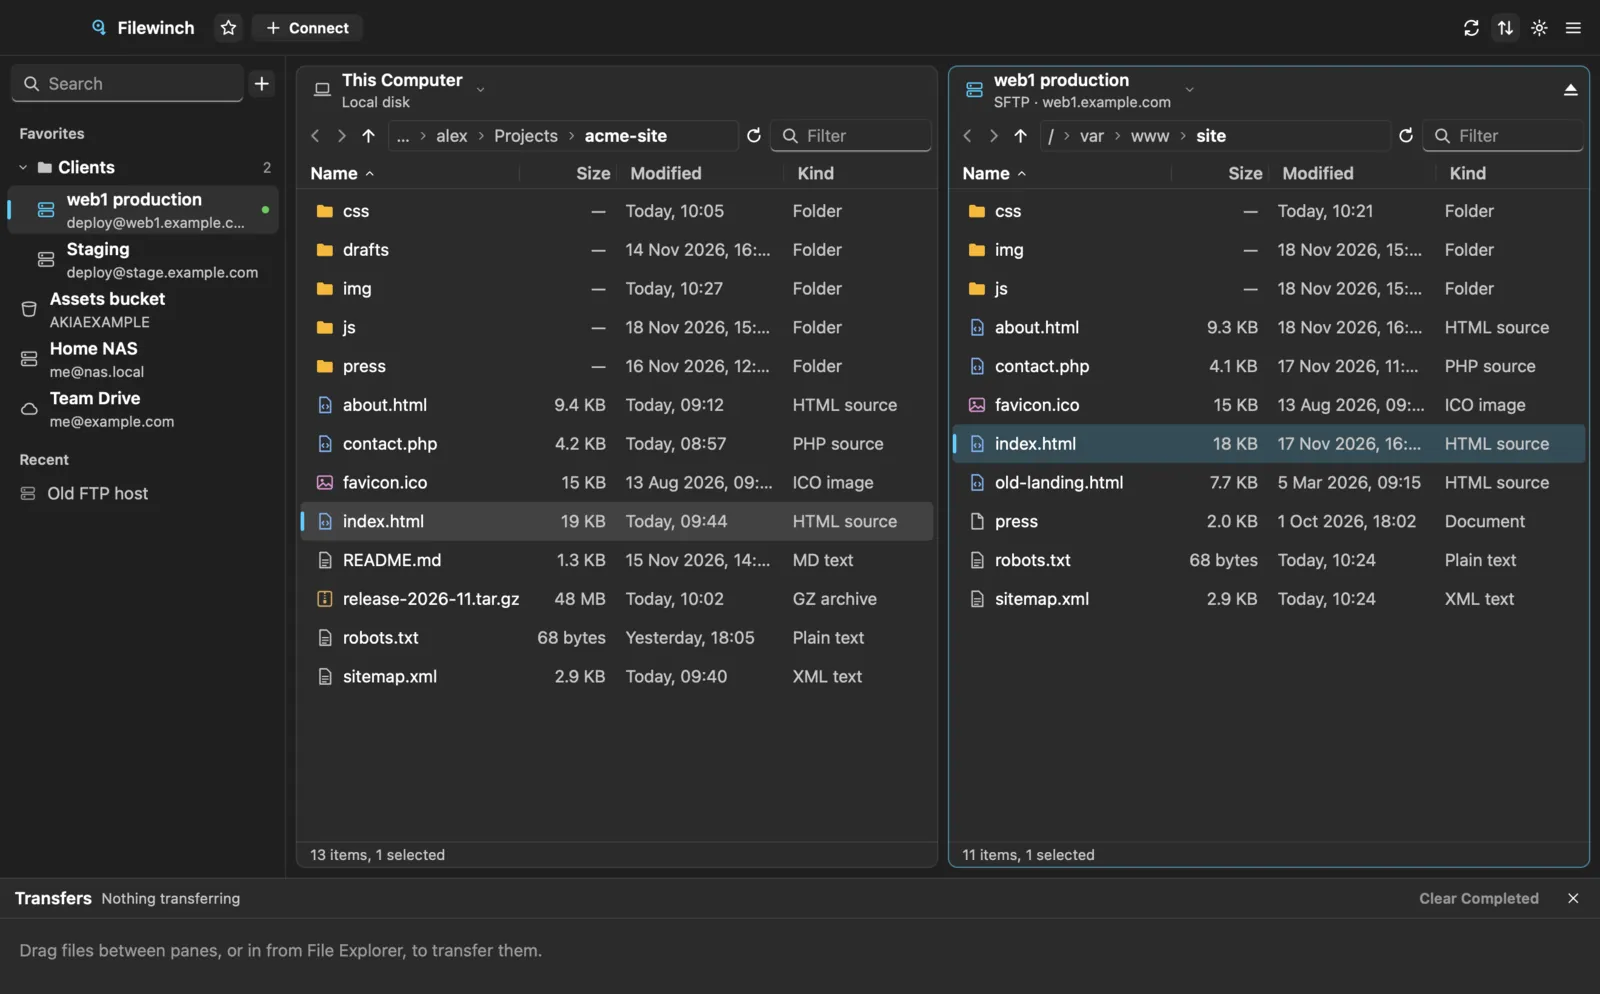 Filewinch
Connect
Search
Favorites
Clients 2
web1 production
deploy@web1.example.c...
Staging
deploy@stage.example.com
Assets bucket
AKIAEXAMPLE
Home NAS
me@nas.local
Team Drive
me@example.com
Recent
Old FTP host
This Computer
Local disk
... › alex › Projects › acme-site
Filter
Name Size Modified Kind
css — Today, 10:05 Folder
drafts — 14 Nov 2026, 16:... Folder
img — Today, 10:27 Folder
js — 18 Nov 2026, 15:... Folder
press — 16 Nov 2026, 12:... Folder
about.html 9.4 KB Today, 09:12 HTML source
contact.php 4.2 KB Today, 08:57 PHP source
favicon.ico 15 KB 13 Aug 2026, 09:... ICO image
index.html 19 KB Today, 09:44 HTML source
README.md 1.3 KB 15 Nov 2026, 14:... MD text
release-2026-11.tar.gz 48 MB Today, 10:02 GZ archive
robots.txt 68 bytes Yesterday, 18:05 Plain text
sitemap.xml 2.9 KB Today, 09:40 XML text
13 items, 1 selected
web1 production
SFTP · web1.example.com
/ › var › www › site
Filter
Name Size Modified Kind
css — Today, 10:21 Folder
img — 18 Nov 2026, 15:... Folder
js — 18 Nov 2026, 15:... Folder
about.html 9.3 KB 18 Nov 2026, 16:... HTML source
contact.php 4.1 KB 17 Nov 2026, 11:... PHP source
favicon.ico 15 KB 13 Aug 2026, 09:... ICO image
index.html 18 KB 17 Nov 2026, 16:... HTML source
old-landing.html 7.7 KB 5 Mar 2026, 09:15 HTML source
press 2.0 KB 1 Oct 2026, 18:02 Document
robots.txt 68 bytes Today, 10:24 Plain text
sitemap.xml 2.9 KB Today, 10:24 XML text
11 items, 1 selected
Transfers Nothing transferring
Clear Completed
Drag files between panes, or in from File Explorer, to transfer them.